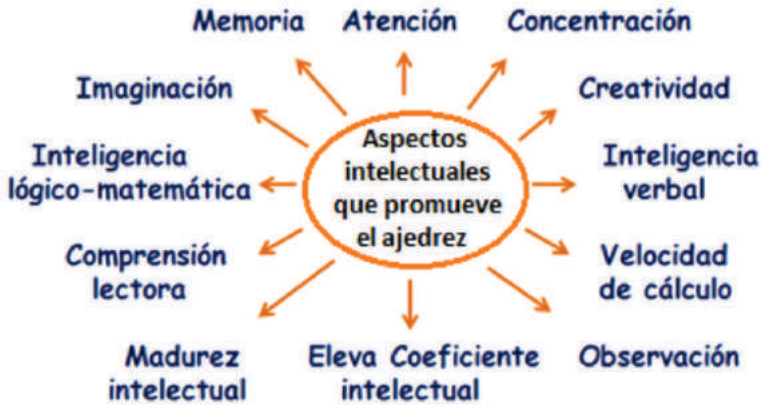 Memoria
Atención
Concentración
Imaginación
Creatividad
Aspectos
intelectuales
que promueve
el ajedrez
Inteligencia
lógico-matemática
Inteligencia
verbal
Comprensión
lectora
Velocidad
de cálculo
Madurez
intelectual
Eleva Coeficiente
intelectual
Observación